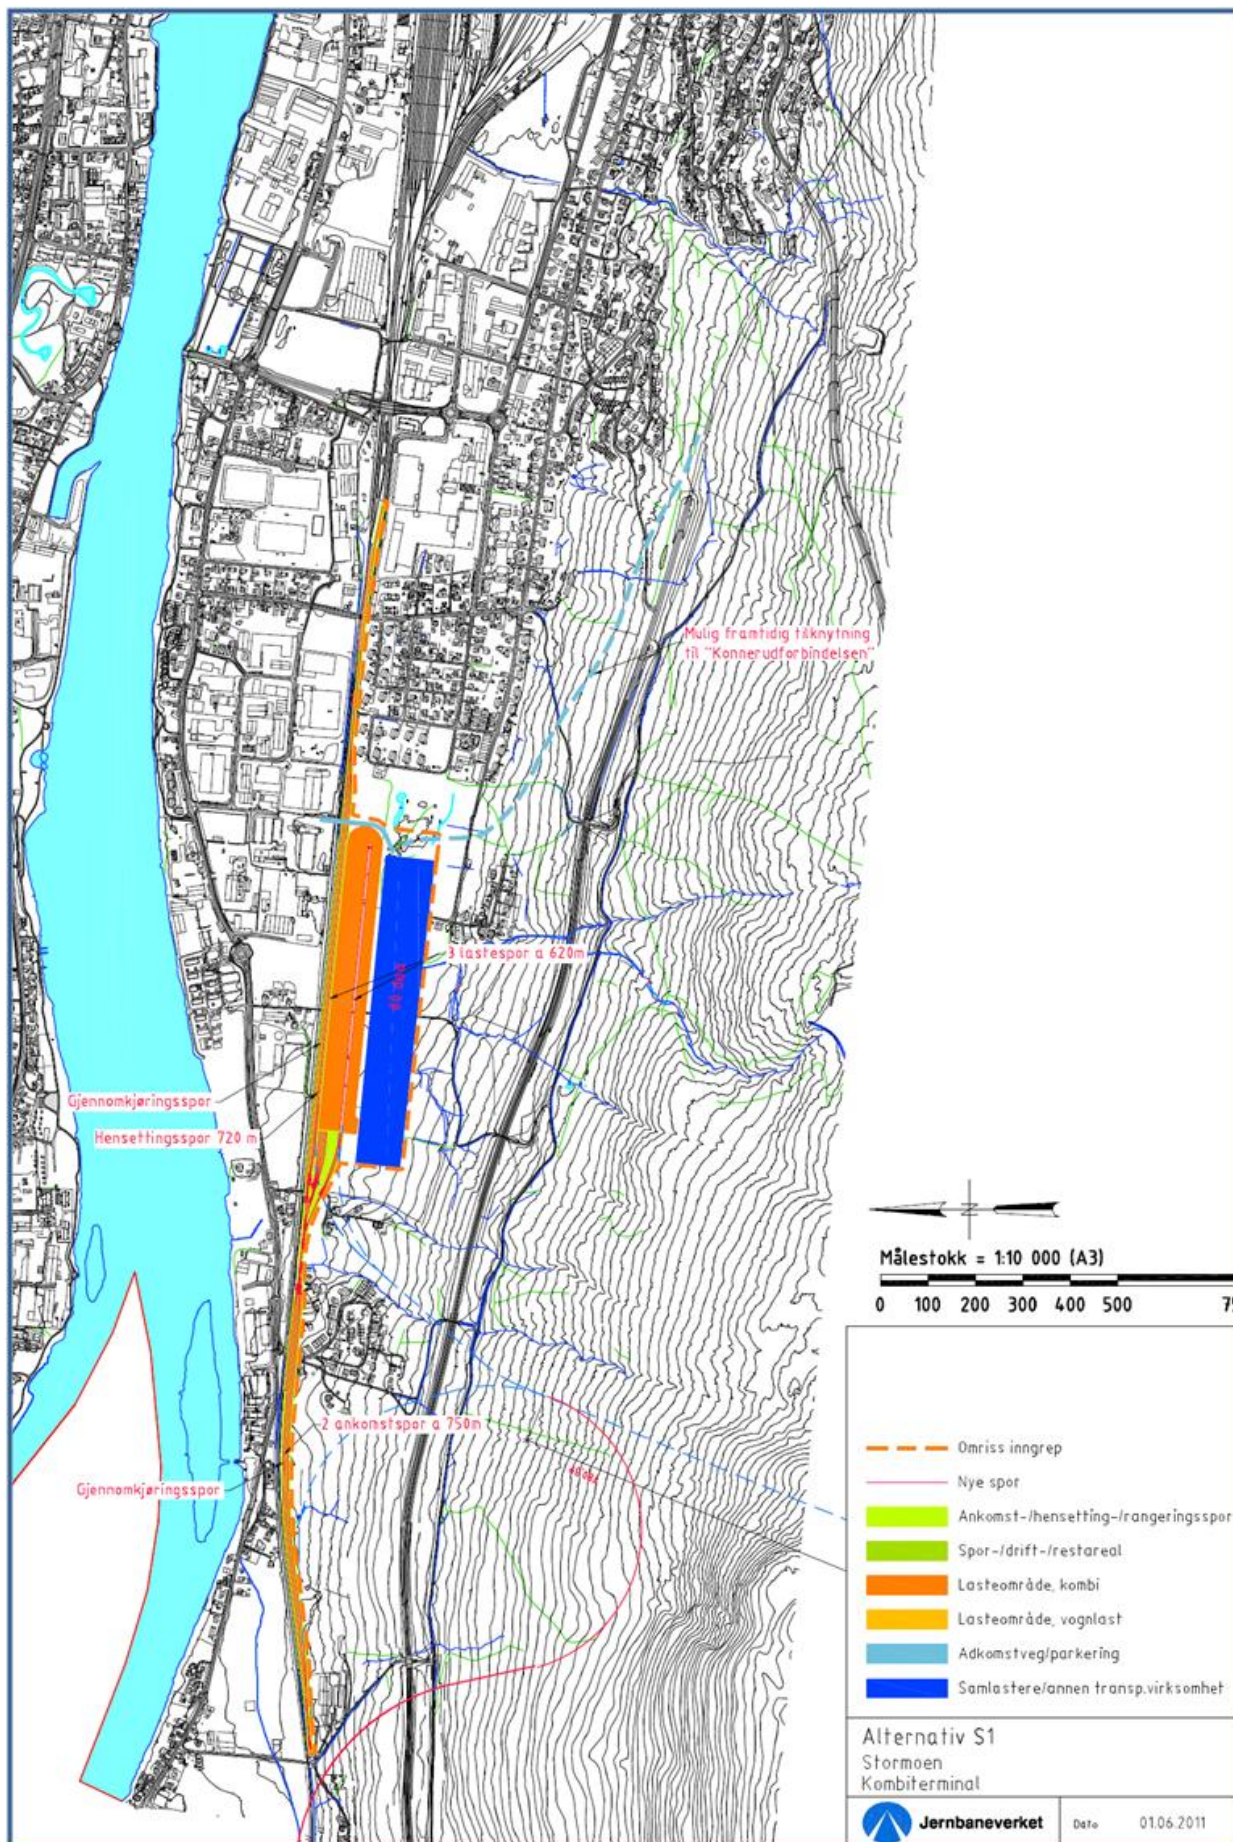 Mulig framtidig tilknytning
til "Konnerudforbindelsen"
3 lastespor a 620m
Gjennomkjøringsspor
Hensettingsspor 720 m
2 ankomstspor a 750m
Gjennomkjøringsspor
N
Målestokk = 1:10 000 (A3)
0 100 200 300 400 500
Omriss inngrep
Nye spor
Ankomst-/hensetting-/rangeringsspor
Spor-/drift-/restareal
Lasteområde, kombi
Lasteområde, vognlast
Adkomstveg/parkering
Samlastere/annen transp.virksomhet
Alternativ S1
Stormoen
Kombiterminal
Jernbaneverket
Dato 01.06.2011